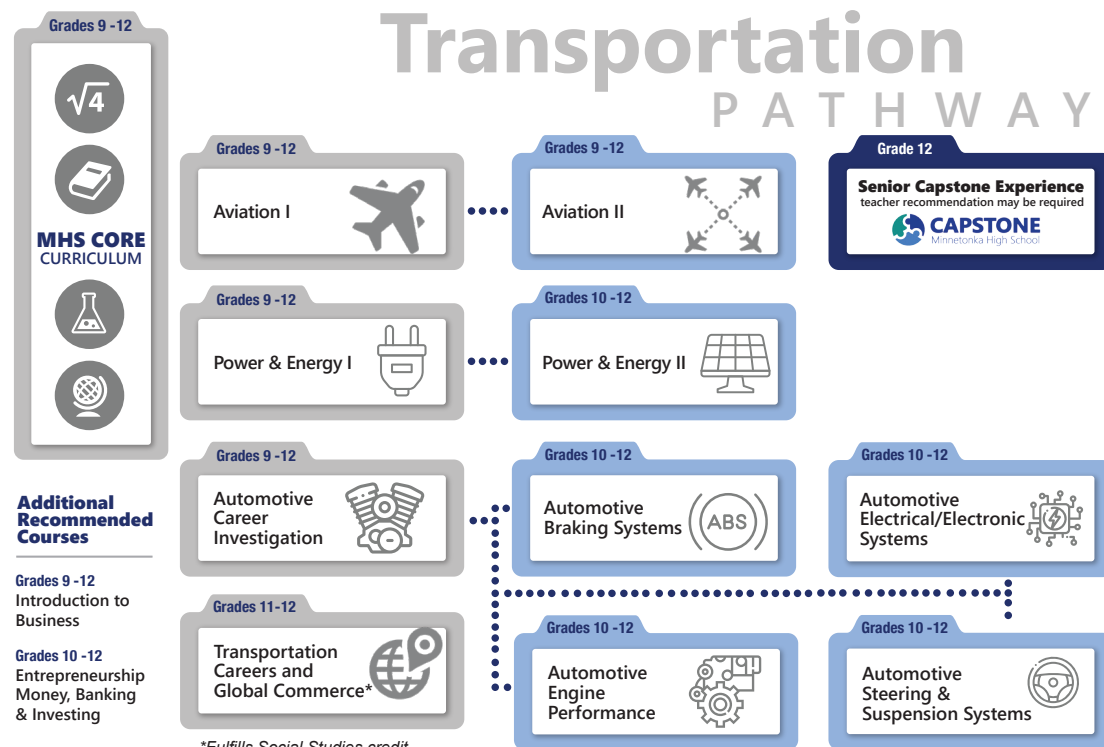 Transportation
PATHWAY
Grades 9 -12
√4
MHS CORE
CURRICULUM
Grades 9 -12
Aviation I
Grades 9 -12
Aviation II
Grade 12
Senior Capstone Experience
teacher recommendation may be required
CAPSTONE
Minnetonka High School
Grades 9 -12
Power & Energy I
Grades 10 -12
Power & Energy II
Grades 9 -12
Automotive
Career
Investigation
Grades 10 -12
Automotive
Braking Systems
ABS
Grades 10 -12
Automotive
Electrical/Electronic
Systems
Grades 11-12
Transportation
Careers and
Global Commerce*
Grades 10 -12
Automotive
Engine
Performance
Grades 10 -12
Automotive
Steering &
Suspension Systems
Additional
Recommended
Courses
Grades 9 -12
Introduction to
Business
Grades 10 -12
Entrepreneurship
Money, Banking
& Investing
*Fulfills Social Studies credit